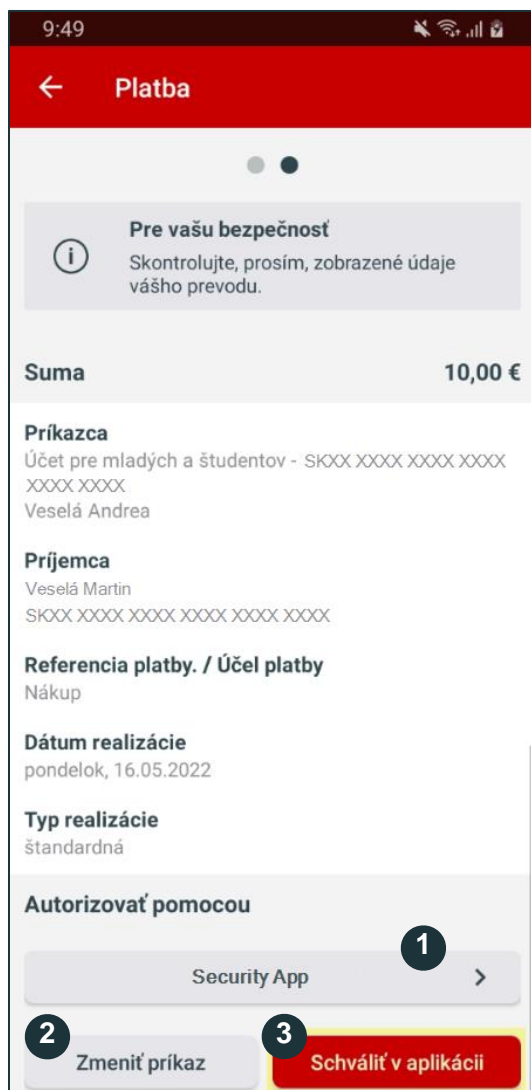 9:49
Platba
Pre vašu bezpečnosť
Skontrolujte, prosím, zobrazené údaje
vášho prevodu.
Suma 10,00 €
Príkazca
Účet pre mladých a študentov - SKXX XXXX XXXX XXXX
XXXX XXXX
Veselá Andrea
Príjemca
Veselá Martin
SKXX XXXX XXXX XXXX XXXX XXXX
Referencia platby. / Účel platby
Nákup
Dátum realizácie
pondelok, 16.05.2022
Typ realizácie
štandardná
Autorizovať pomocou
1
Security App
2
3
Zmeniť príkaz
Schváliť v aplikácii